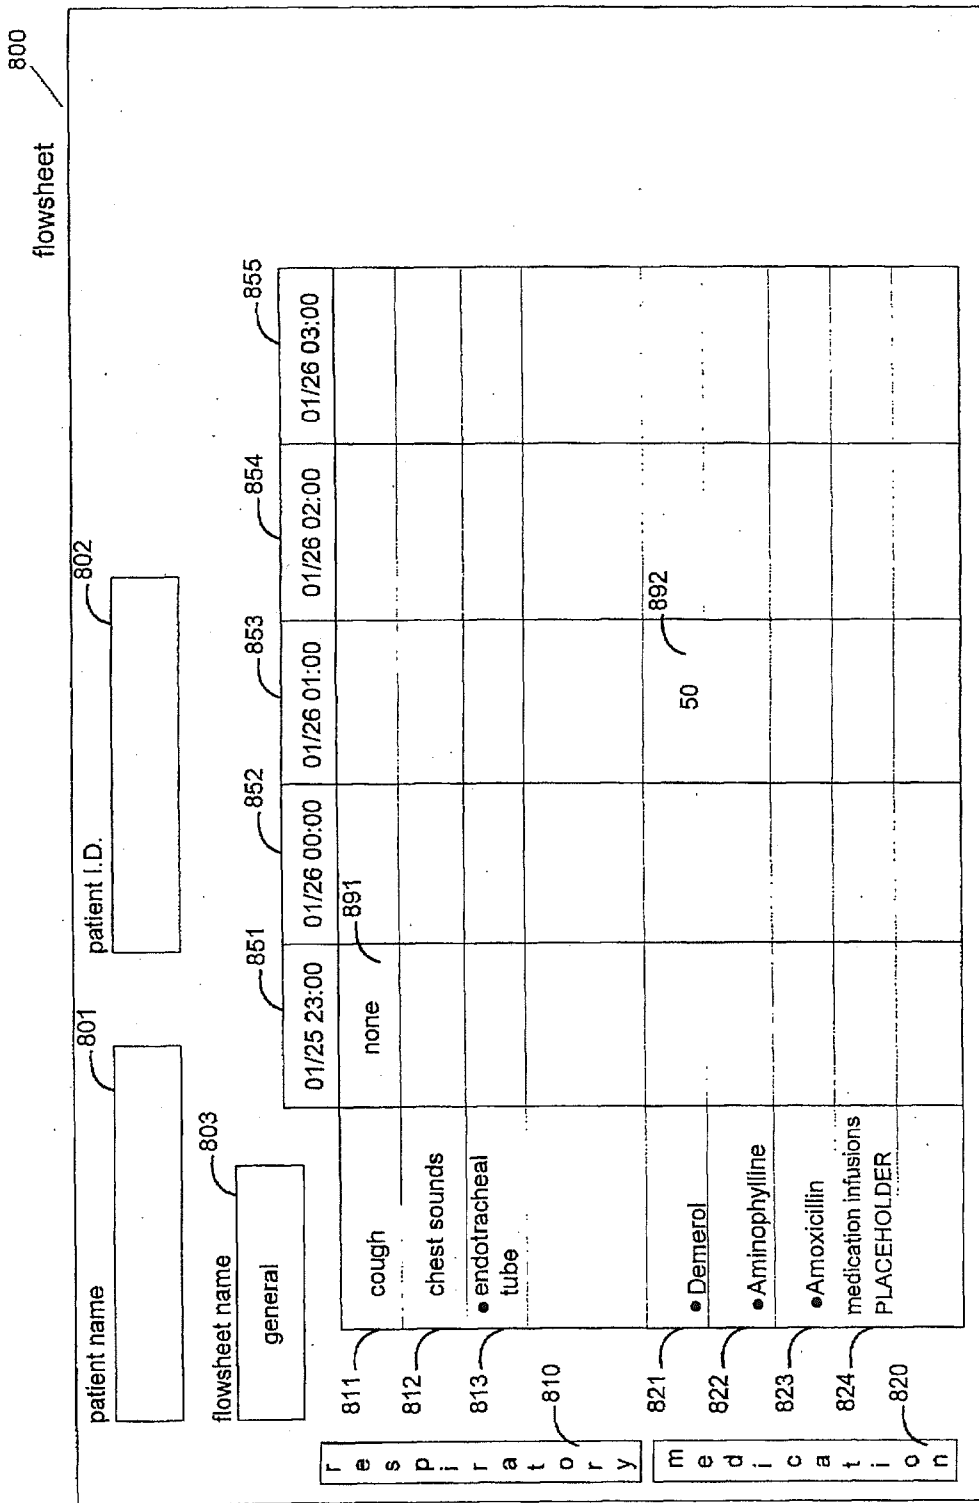 flowsheet
800
patient name
801
patient I.D.
802
flowsheet name
803
general
851
852
853
854
855
01/25 23:00
01/26 00:00
01/26 01:00
01/26 02:00
01/26 03:00
respiratory
810
811
cough
none
891
812
chest sounds
813
• endotracheal
tube
medication
820
821
• Demerol
50
892
822
• Aminophylline
823
• Amoxicillin
824
medication infusions
PLACEHOLDER